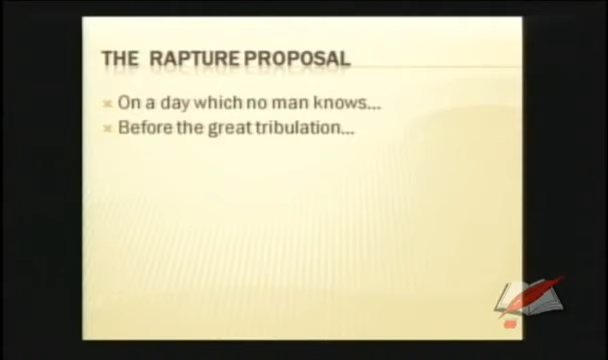 THE RAPTURE PROPOSAL
On a day which no man knows...
Before the great tribulation...